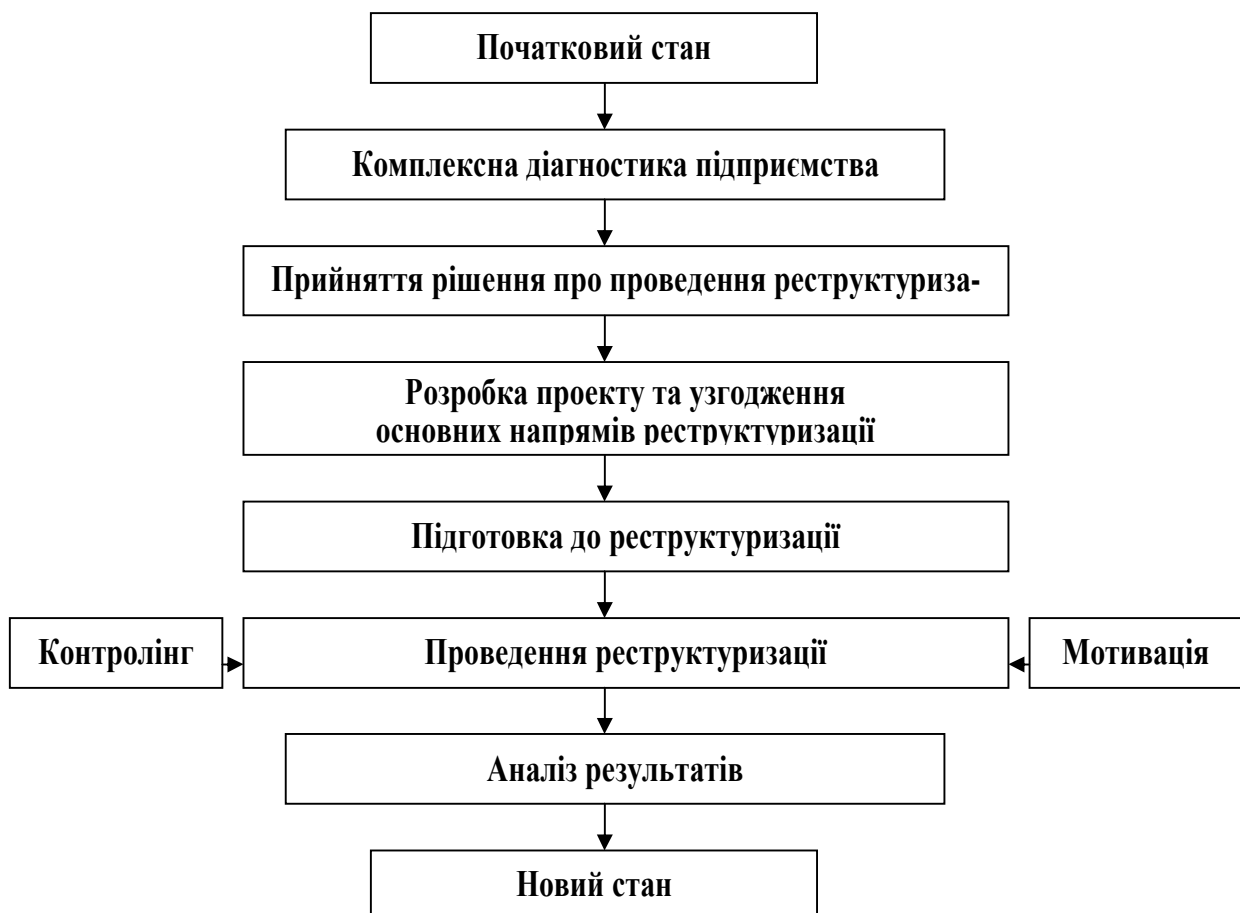 Початковий стан
Комплексна діагностика підприємства
Прийняття рішення про проведення реструктуриза-
Розробка проекту та узгодження
основних напрямів реструктуризації
Підготовка до реструктуризації
Контролінг
Проведення реструктуризації
Мотивація
Аналіз результатів
Новий стан